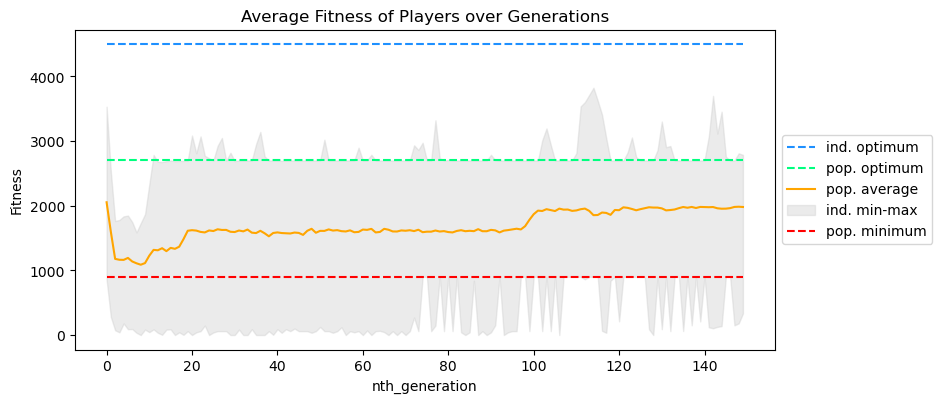 Average Fitness of Players over Generations
Fitness
4000
3000
2000
1000
0
0 20 40 60 80 100 120 140
nth_generation
ind. optimum
pop. optimum
pop. average
ind. min-max
pop. minimum